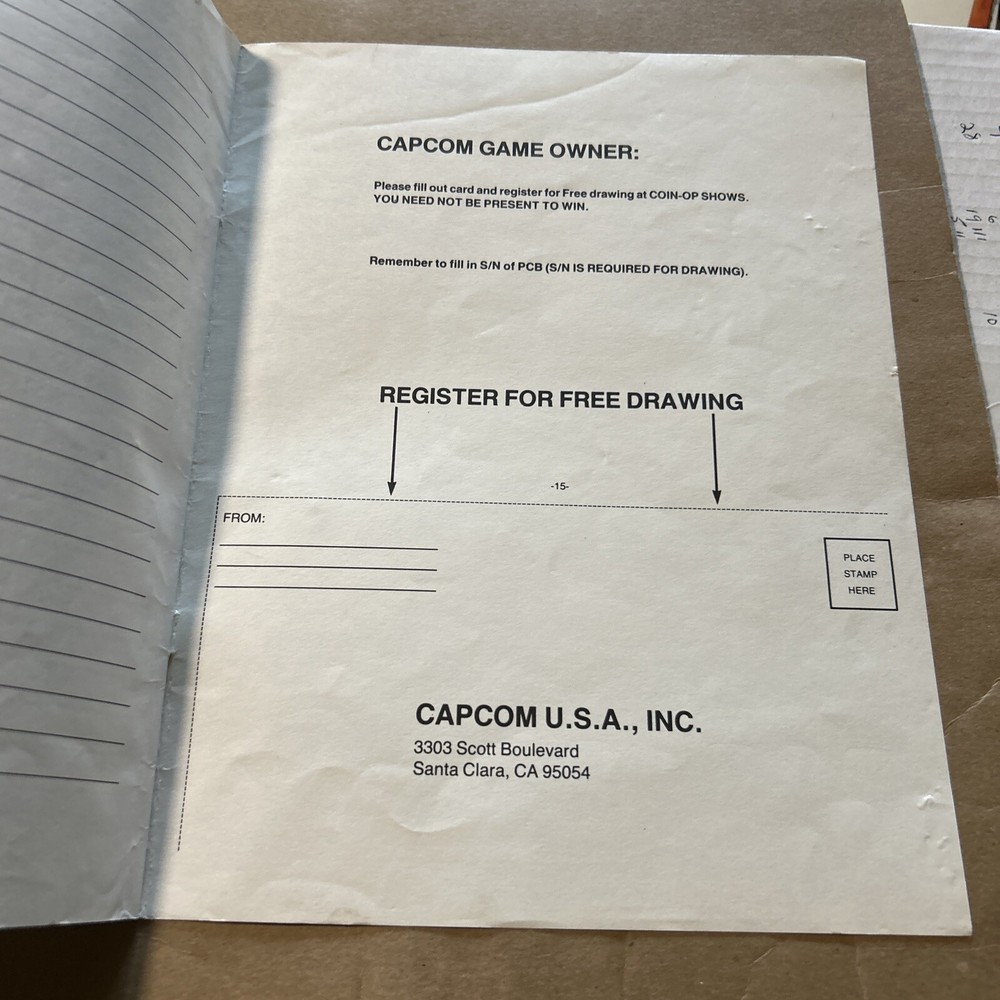 CAPCOM GAME OWNER:
Please fill out card and register for Free drawing at COIN-OP SHOWS.
YOU NEED NOT BE PRESENT TO WIN.
Remember to fill in S/N of PCB (S/N IS REQUIRED FOR DRAWING).
REGISTER FOR FREE DRAWING
-15-
FROM:
PLACE
STAMP
HERE
CAPCOM U.S.A., INC.
3303 Scott Boulevard
Santa Clara, CA 95054
28
10